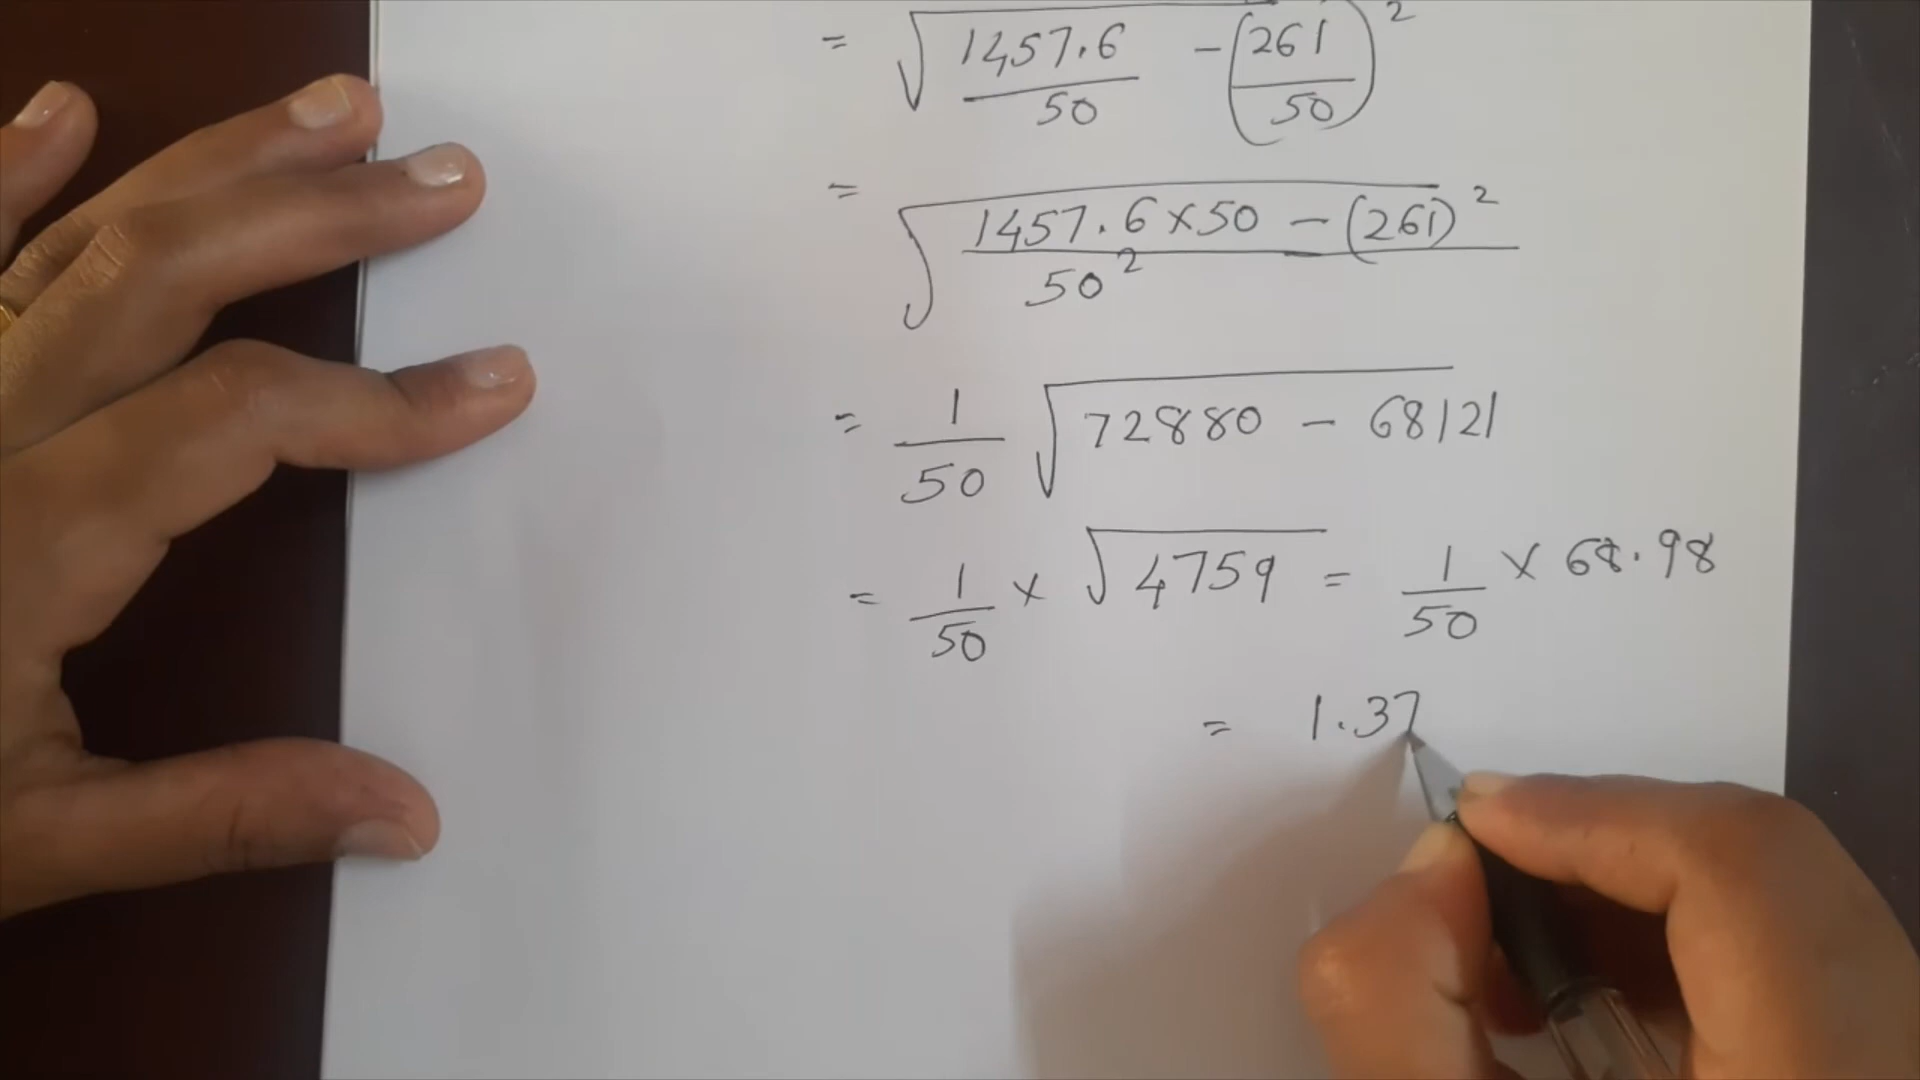 = √ 1457.6/50 - (261/50)²
= √ 1457.6 x 50 - (261)² / 50²
= 1/50 √ 72880 - 68121
= 1/50 x √ 4759 = 1/50 x 68.98
= 1.37